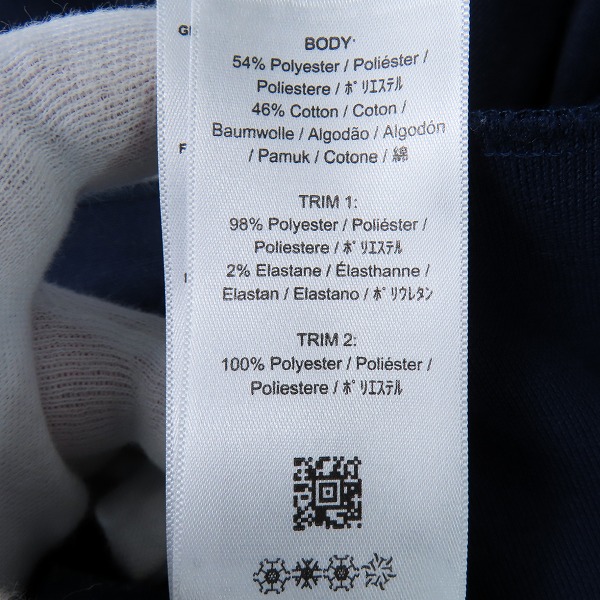 BODY
54% Polyester / Poliéster /
Poliestere / ﾎﾟﾘｴｽﾃﾙ
46% Cotton / Coton /
Baumwolle / Algodão / Algodón
/ Pamuk / Cotone / 綿
TRIM 1:
98% Polyester / Poliéster /
Poliestere / ﾎﾟﾘｴｽﾃﾙ
2% Elastane / Élasthanne /
Elastan / Elastano / ﾎﾟﾘｳﾚﾀﾝ
TRIM 2:
100% Polyester / Poliéster /
Poliestere / ﾎﾟﾘｴｽﾃﾙ